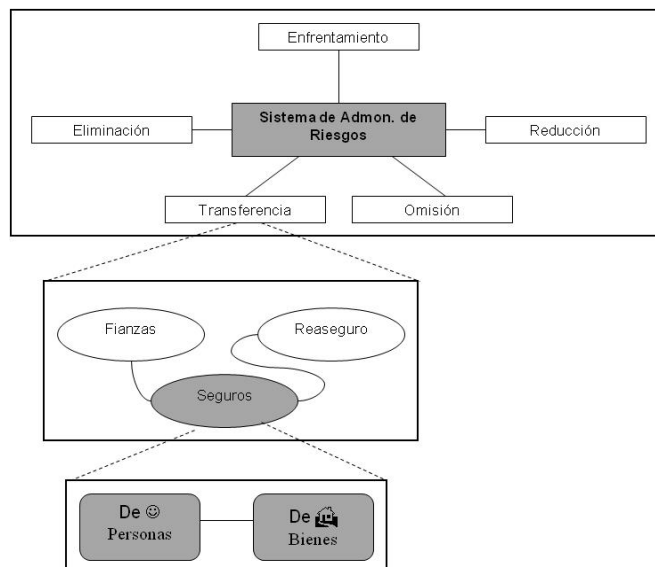 Enfrentamiento
Sistema de Admon. de
Riesgos
Eliminación
Reducción
Transferencia
Omisión
Fianzas
Reaseguro
Seguros
De ☺
Personas
De
Bienes